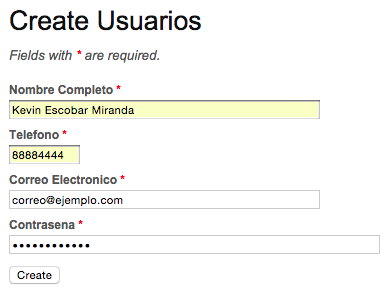 Create Usuarios
Fields with * are required.
Nombre Completo *
Kevin Escobar Miranda
Telefono *
88884444
Correo Electronico *
correo@ejemplo.com
Contrasena *
••••••••••••
Create